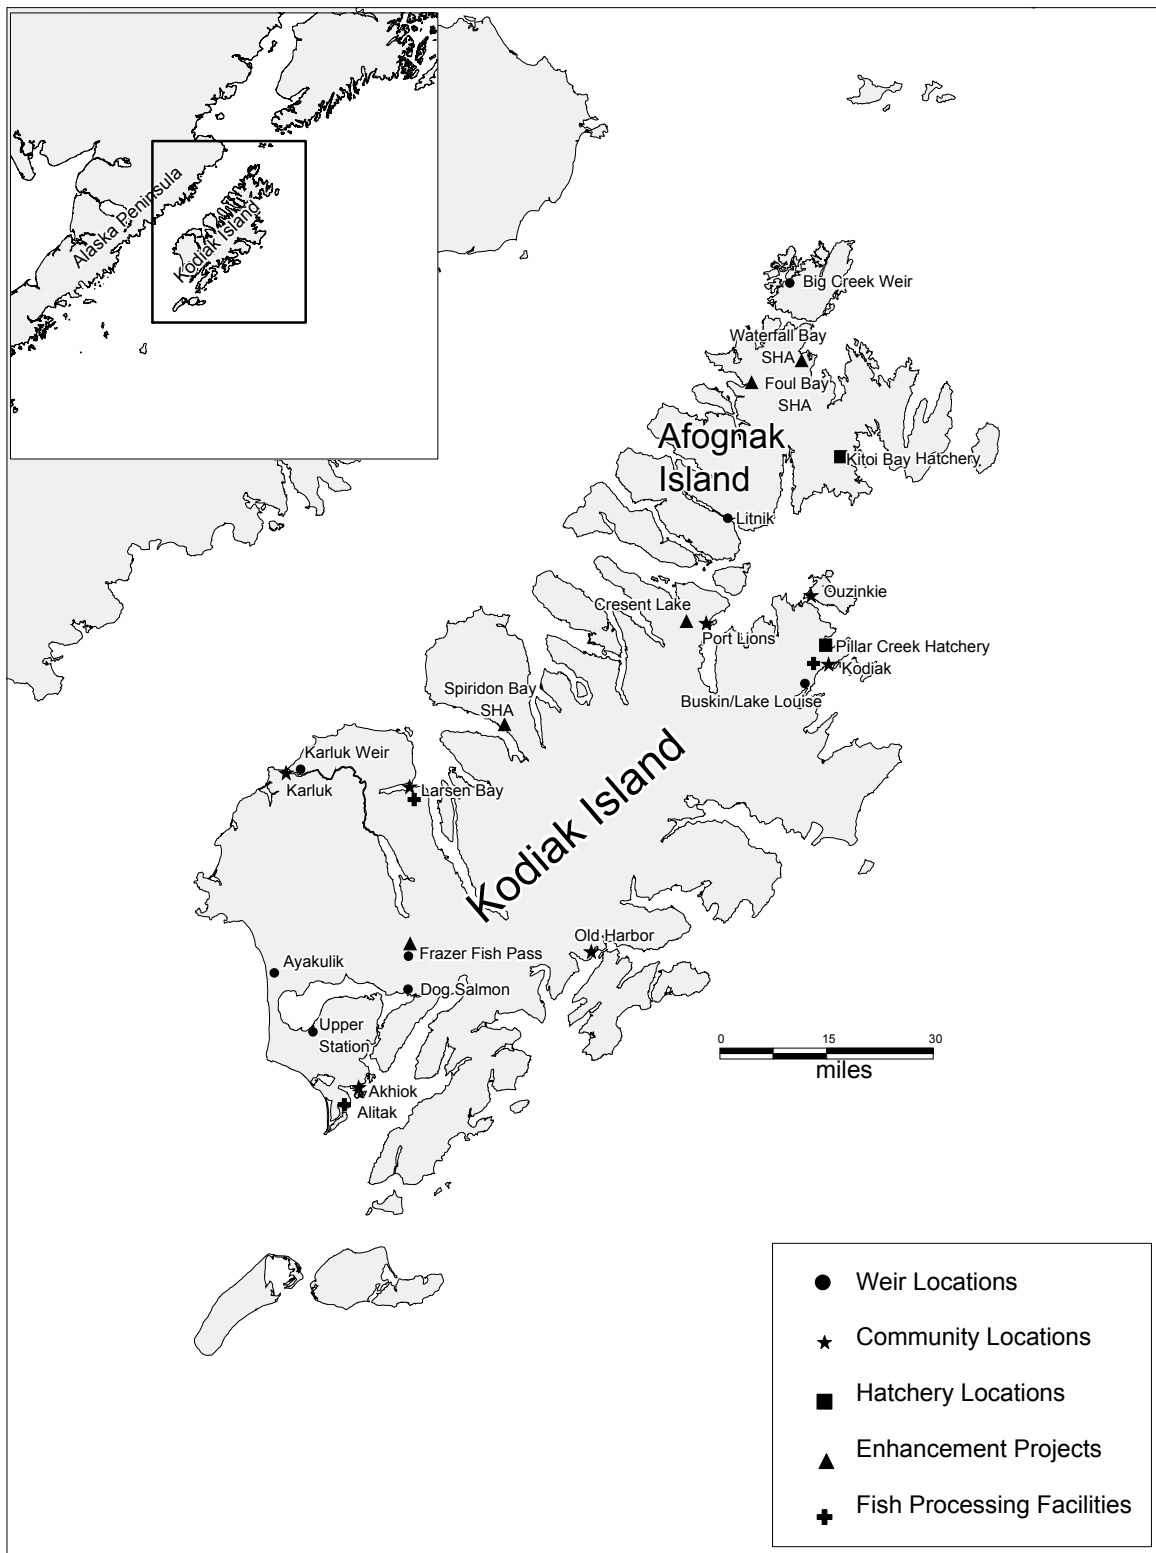 Alaska Peninsula
Kodiak Island
Big Creek Weir
Waterfall Bay
SHA
Foul Bay
SHA
Afognak
Island
Kitoi Bay Hatchery
Litnik
Ouzinkie
Cresent Lake
Port Lions
Pillar Creek Hatchery
Kodiak
Buskin/Lake Louise
Spiridon Bay
SHA
Karluk Weir
Karluk
Larsen Bay
Kodiak Island
Old Harbor
Frazer Fish Pass
Ayakulik
Dog Salmon
Upper
Station
Akhiok
Alitak
0 15 30
miles
Weir Locations
Community Locations
Hatchery Locations
Enhancement Projects
Fish Processing Facilities